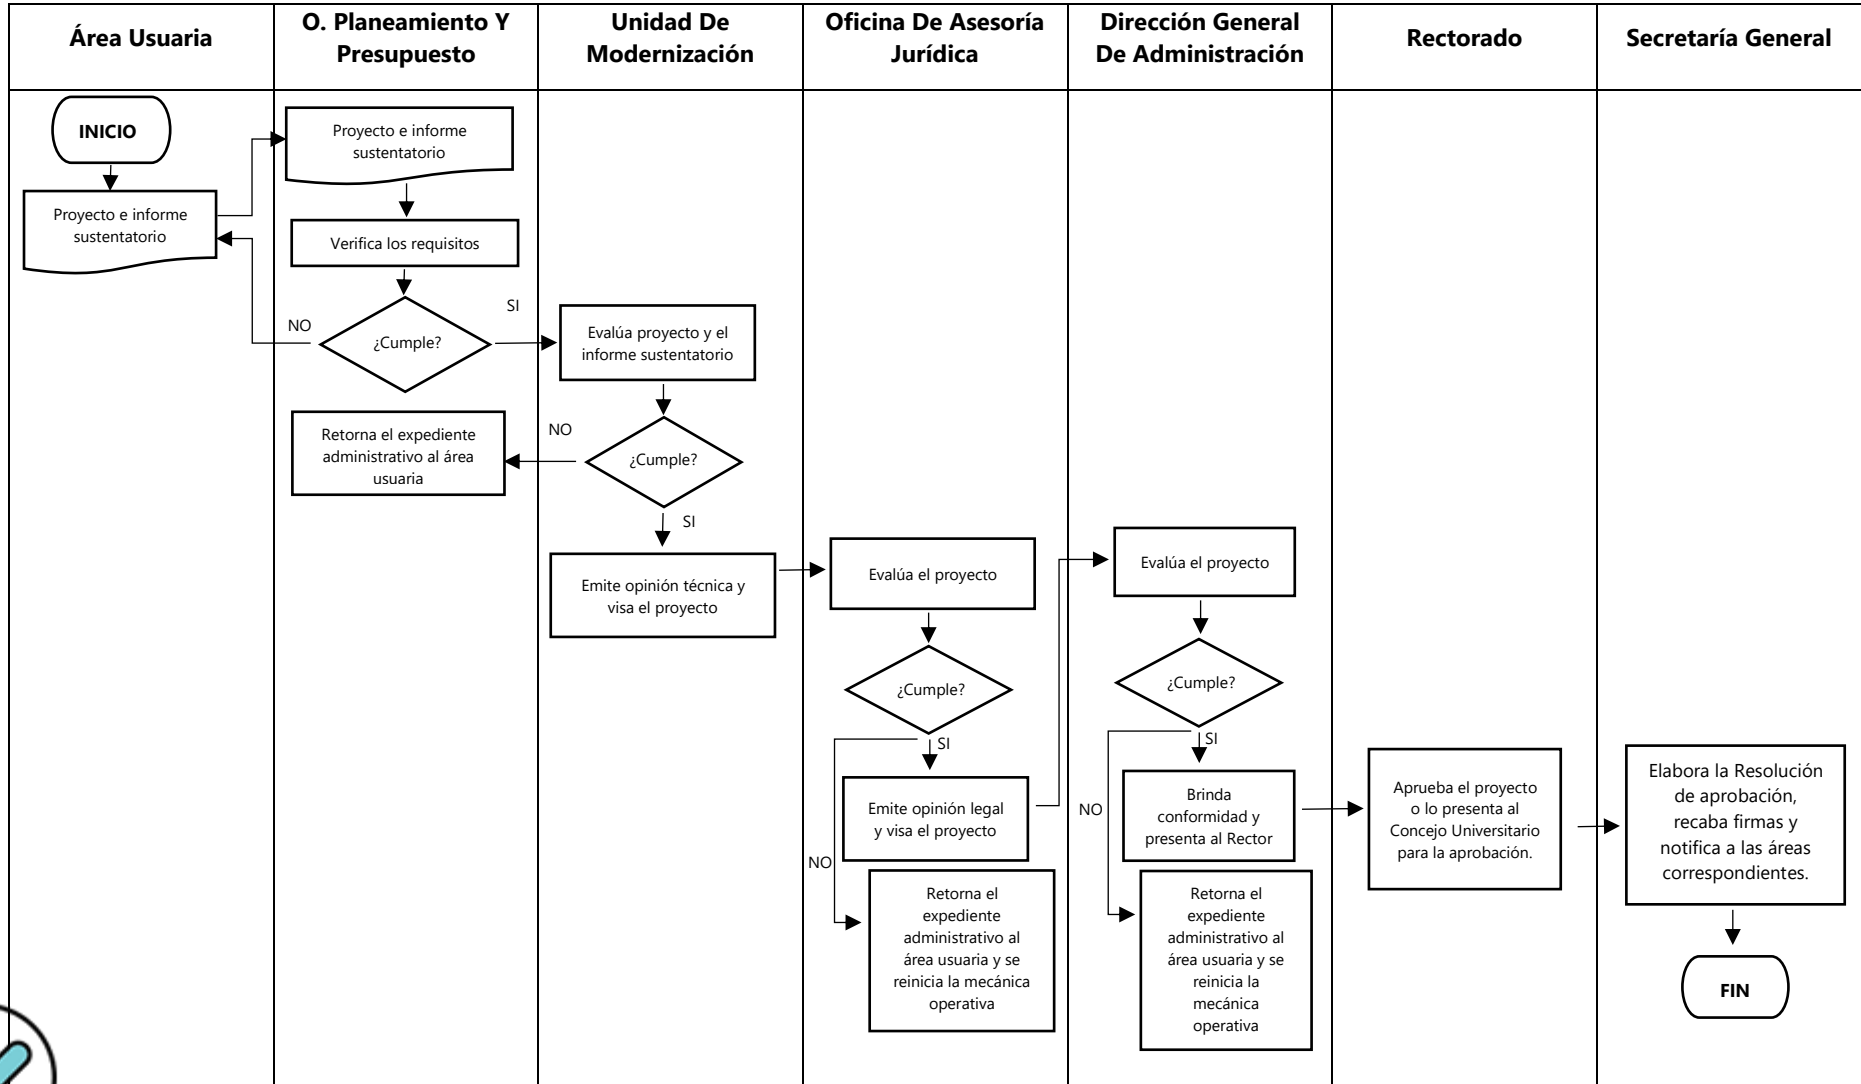 Área Usuaria
O. Planeamiento Y
Presupuesto
Unidad De
Modernización
Oficina De Asesoría
Jurídica
Dirección General
De Administración
Rectorado
Secretaría General
INICIO
Proyecto e informe
sustentatorio
Proyecto e informe
sustentatorio
Verifica los requisitos
¿Cumple?
NO
SI
Retorna el expediente
administrativo al área
usuaria
Evalúa proyecto y el
informe sustentatorio
¿Cumple?
NO
SI
Emite opinión técnica y
visa el proyecto
Evalúa el proyecto
¿Cumple?
SI
Emite opinión legal
y visa el proyecto
NO
Retorna el
expediente
administrativo al
área usuaria y se
reinicia la mecánica
operativa
Evalúa el proyecto
¿Cumple?
SI
Brinda
conformidad y
presenta al Rector
NO
Retorna el
expediente
administrativo al
área usuaria y se
reinicia la
mecánica
operativa
Aprueba el proyecto
o lo presenta al
Concejo Universitario
para la aprobación.
Elabora la Resolución
de aprobación,
recaba firmas y
notifica a las áreas
correspondientes.
FIN